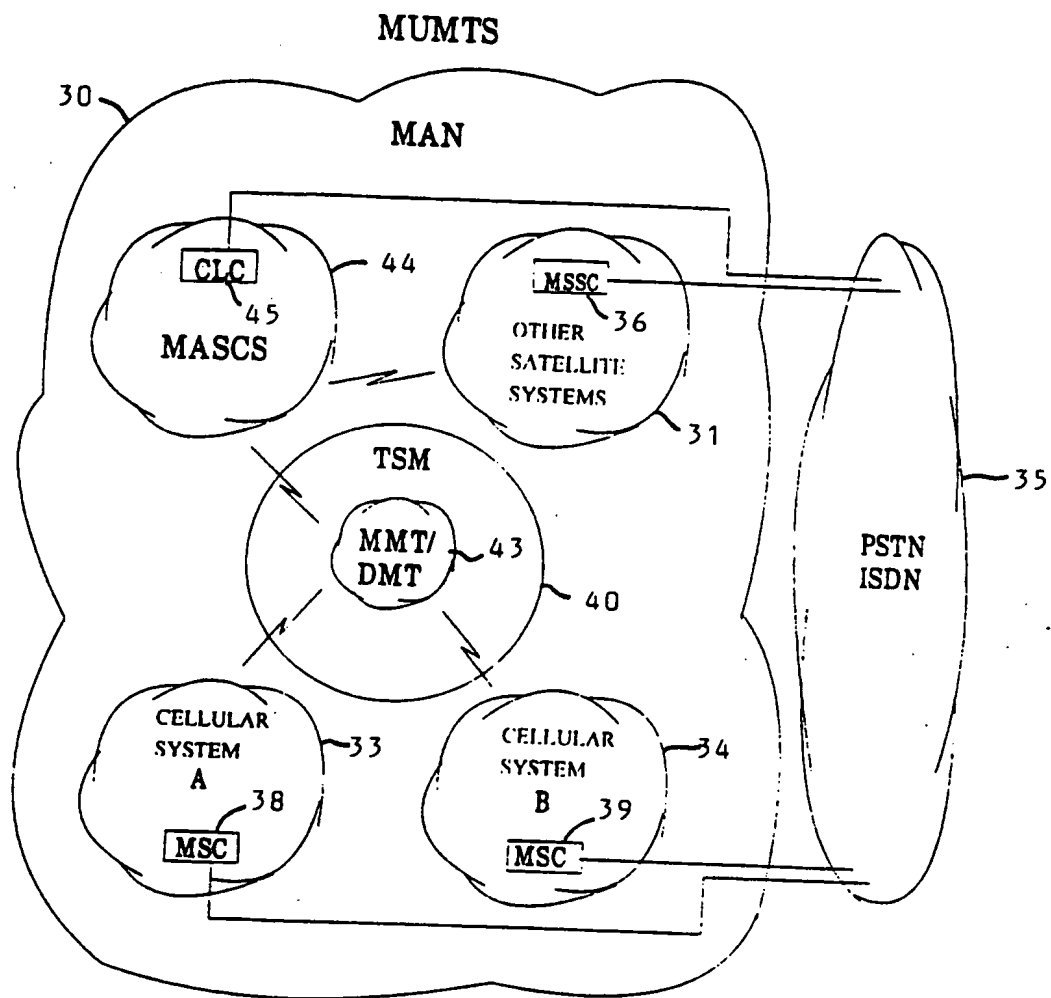 MUMTS
30
MAN
CLC
45
44
MASCS
MSSC
36
OTHER
SATELLITE
SYSTEMS
31
TSM
MMT/
DMT
43
40
35
PSTN
ISDN
CELLULAR
SYSTEM
A
33
38
MSC
CELLULAR
SYSTEM
B
34
39
MSC